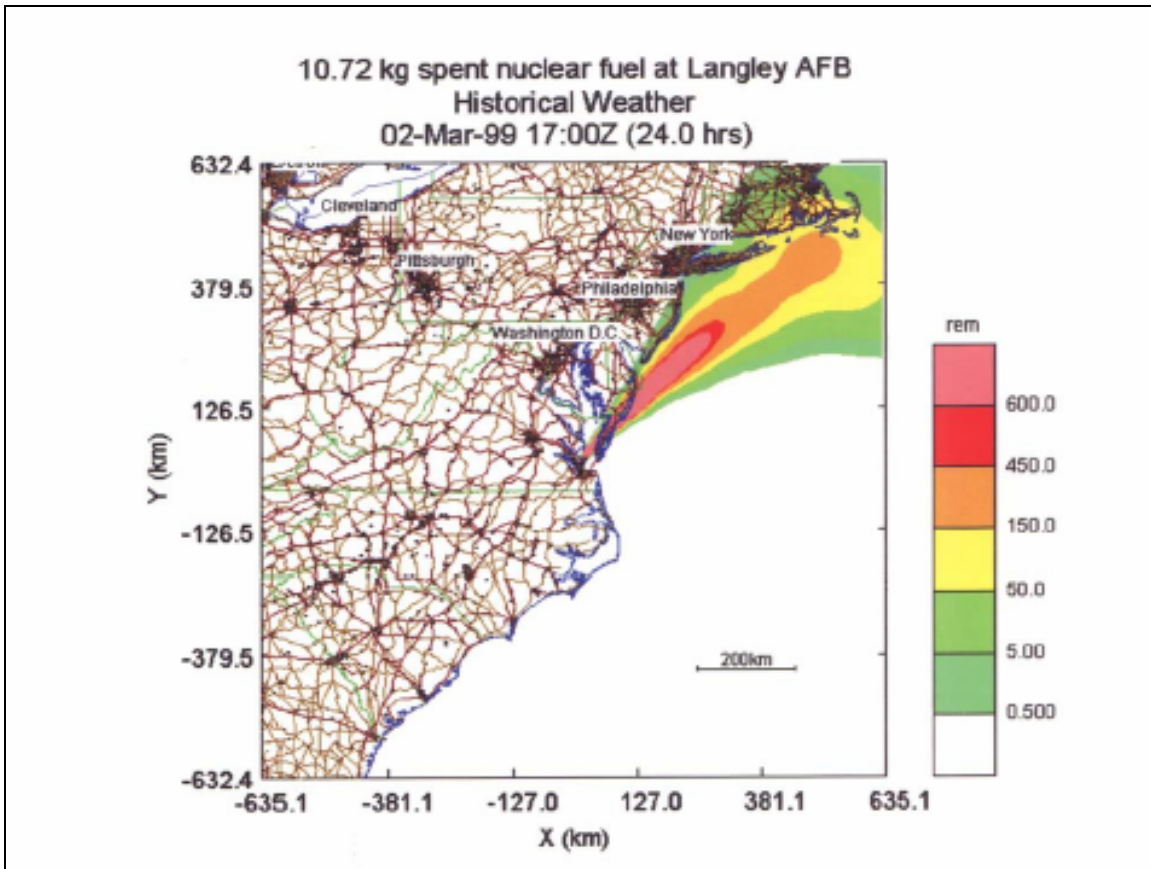 10.72 kg spent nuclear fuel at Langley AFB
Historical Weather
02-Mar-99 17:00Z (24.0 hrs)
632.4
379.5
126.5
-126.5
-379.5
-632.4
Y (km)
Cleveland
Pittsburgh
New York
Philadelphia
Washington D.C.
200km
-635.1
-381.1
-127.0
127.0
381.1
635.1
X (km)
rem
600.0
450.0
150.0
50.0
5.00
0.500